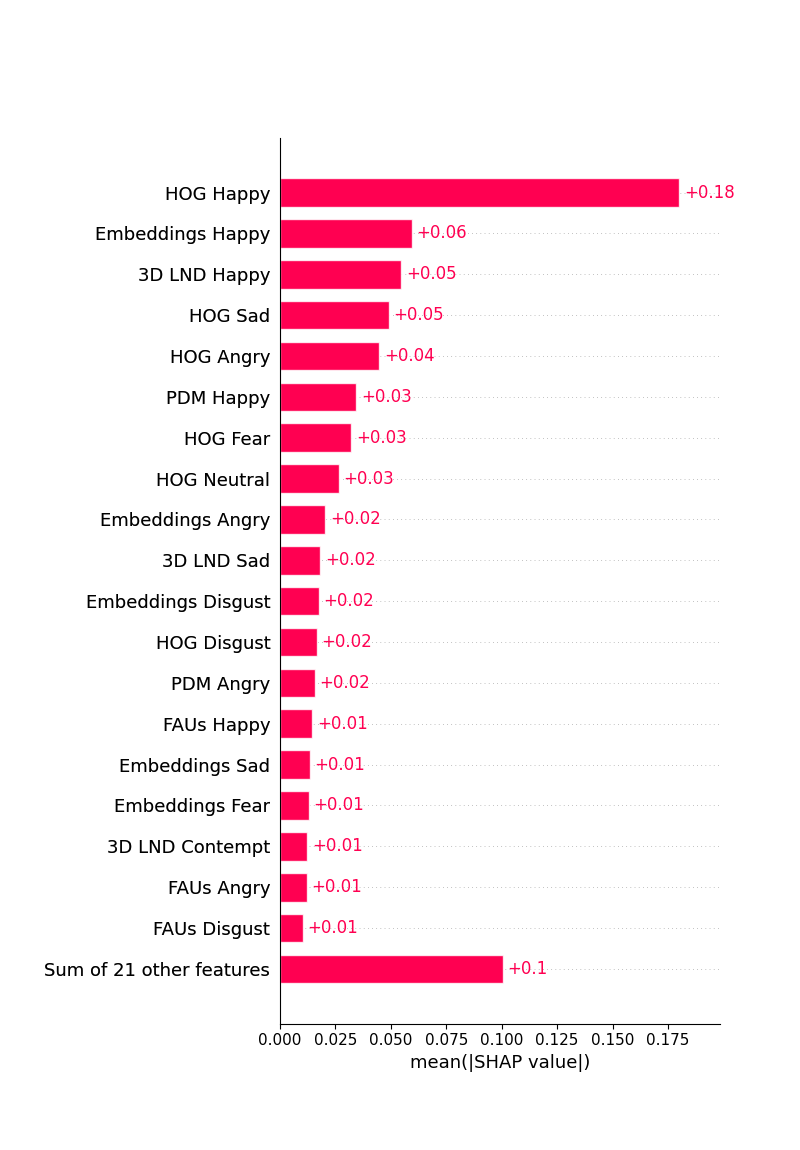 HOG Happy +0.18
Embeddings Happy +0.06
3D LND Happy +0.05
HOG Sad +0.05
HOG Angry +0.04
PDM Happy +0.03
HOG Fear +0.03
HOG Neutral +0.03
Embeddings Angry +0.02
3D LND Sad +0.02
Embeddings Disgust +0.02
HOG Disgust +0.02
PDM Angry +0.02
FAUs Happy +0.01
Embeddings Sad +0.01
Embeddings Fear +0.01
3D LND Contempt +0.01
FAUs Angry +0.01
FAUs Disgust +0.01
Sum of 21 other features +0.1
0.000 0.025 0.050 0.075 0.100 0.125 0.150 0.175
mean(|SHAP value|)